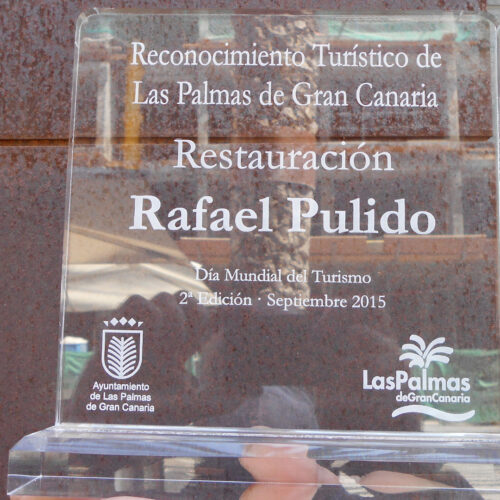 Reconocimiento Turístico de
Las Palmas de Gran Canaria
Restauración
Rafael Pulido
Día Mundial del Turismo
2ª Edición · Septiembre 2015
Ayuntamiento
de Las Palmas
de Gran Canaria
LasPalmas
deGranCanaria